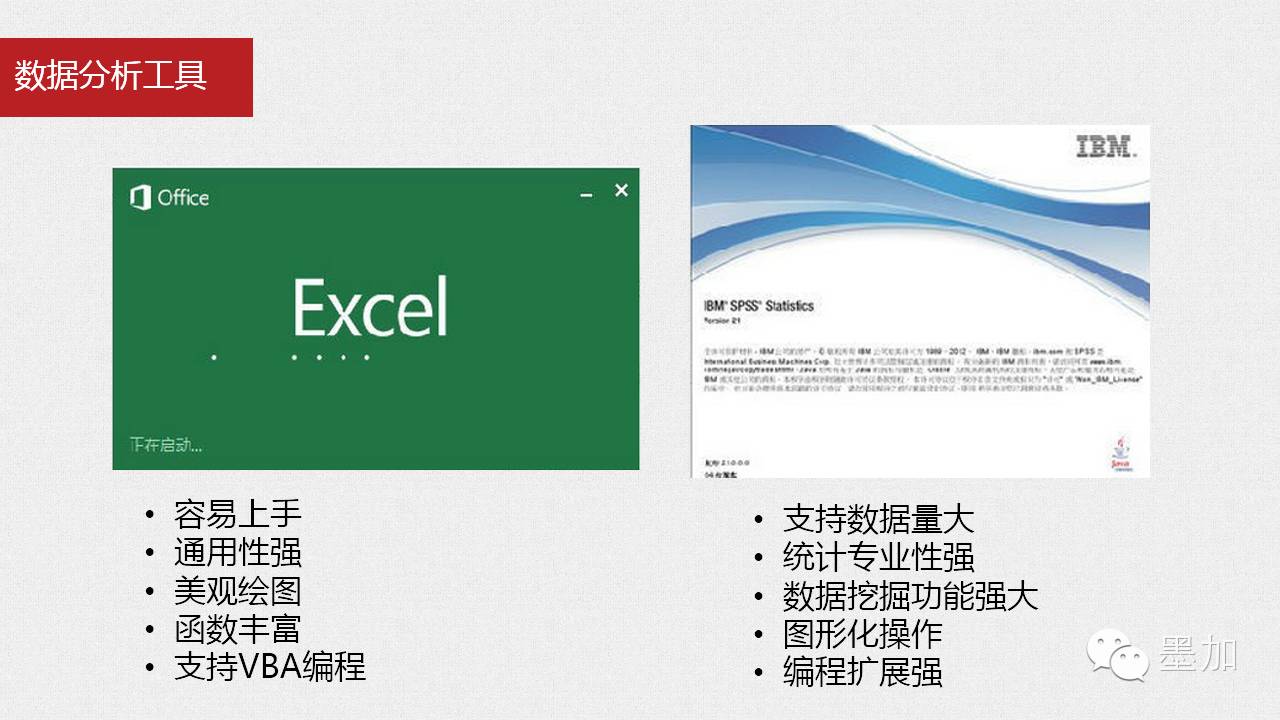 数据分析工具
Office
Excel
正在启动...
容易上手
通用性强
美观绘图
函数丰富
支持VBA编程
IBM
IBM SPSS Statistics
Version 21
支持数据量大
统计专业性强
数据挖掘功能强大
图形化操作
编程扩展强
墨加